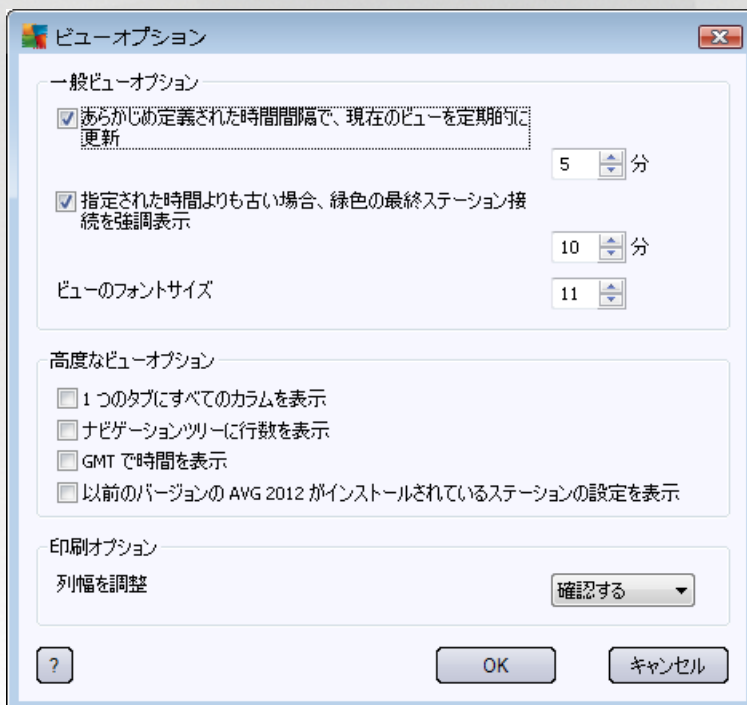 ビューオプション
一般ビューオプション
あらかじめ定義された時間間隔で、現在のビューを定期的に
更新
5 分
指定された時間よりも古い場合、緑色の最終ステーション接
続を強調表示
10 分
ビューのフォントサイズ 11
高度なビューオプション
1 つのタブにすべてのカラムを表示
ナビゲーションツリーに行数を表示
GMT で時間を表示
以前のバージョンの AVG 2012 がインストールされているステーションの設定を表示
印刷オプション
列幅を調整 確認する
? OK キャンセル